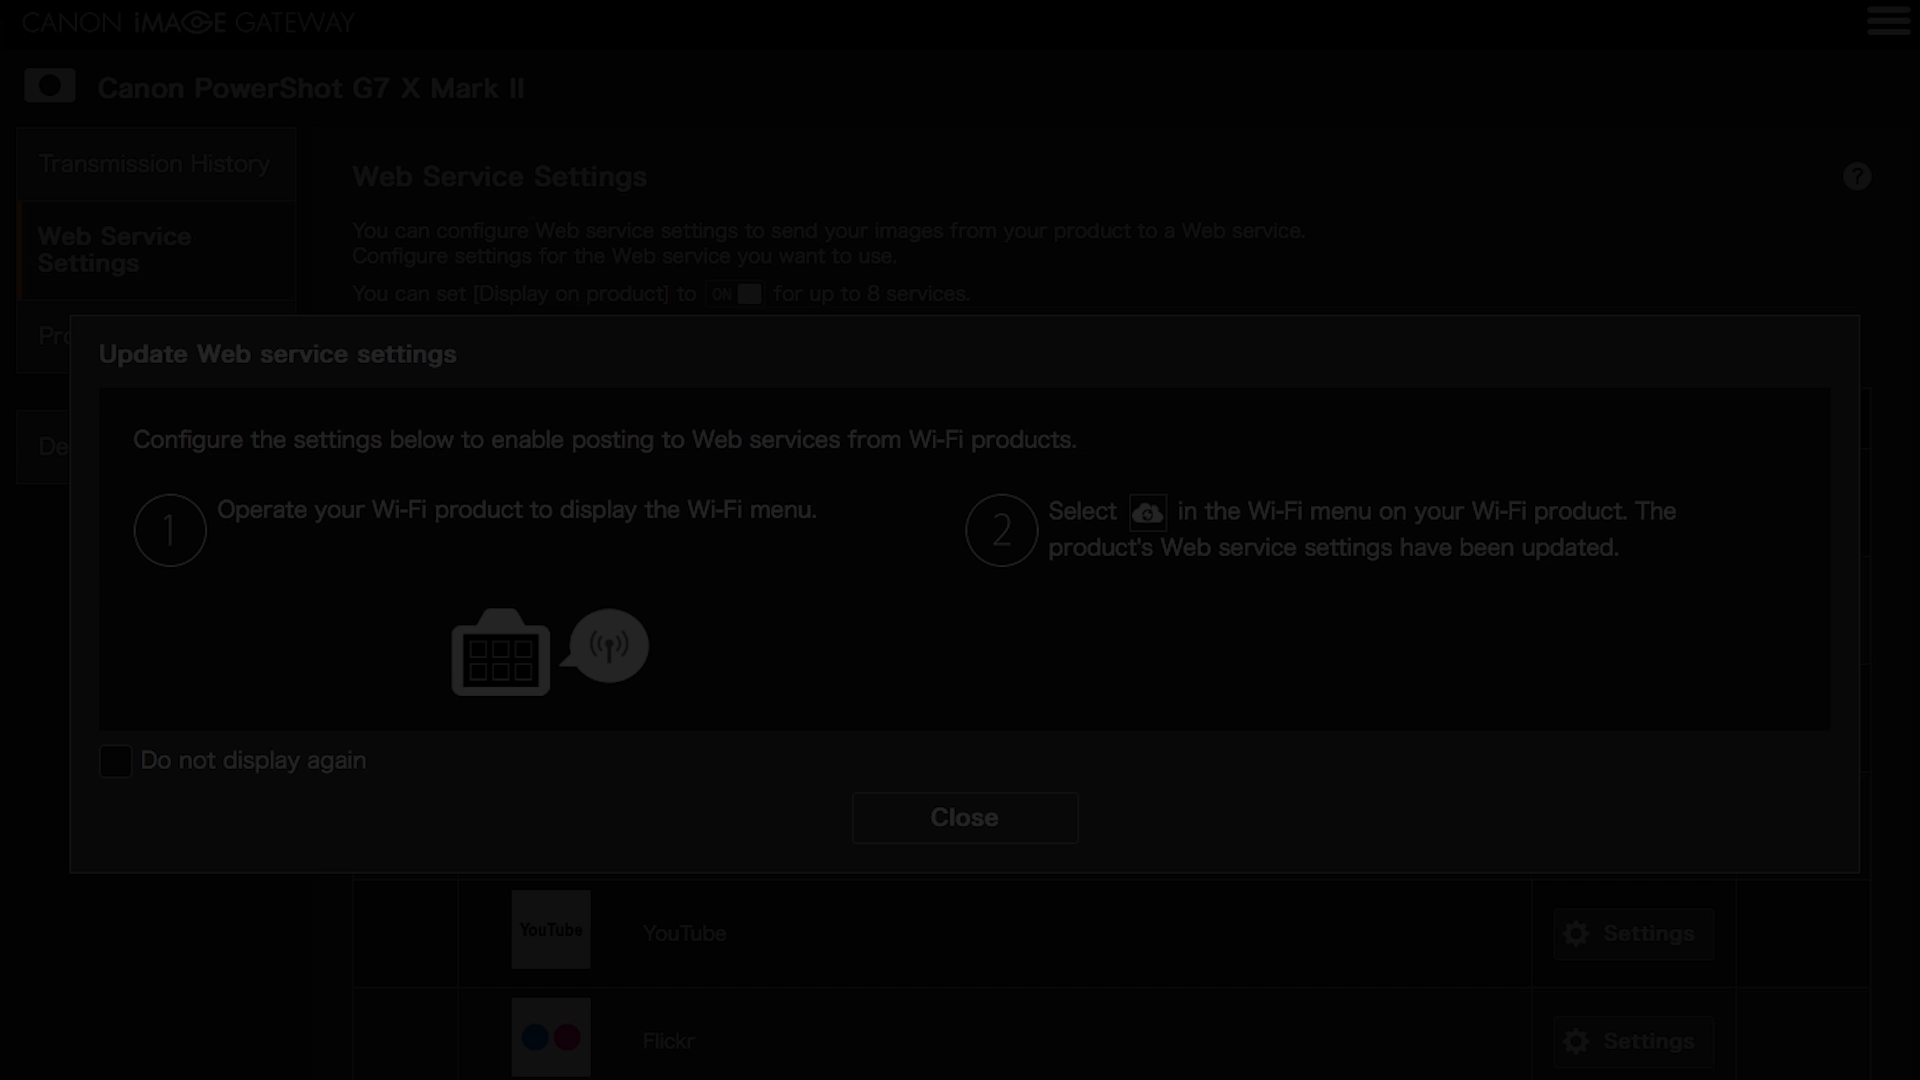 CANON iMAGE GATEWAY
Canon PowerShot G7 X Mark II
Transmission History
Web Service
Settings
Pro
De
Web Service Settings
?
You can configure Web service settings to send your images from your product to a Web service.
Configure settings for the Web service you want to use.
You can set [Display on product] to ON for up to 8 services.
Update Web service settings
Configure the settings below to enable posting to Web services from Wi-Fi products.
1 Operate your Wi-Fi product to display the Wi-Fi menu.
2 Select in the Wi-Fi menu on your Wi-Fi product. The
product's Web service settings have been updated.
Do not display again
Close
YouTube YouTube Settings
Flickr Settings